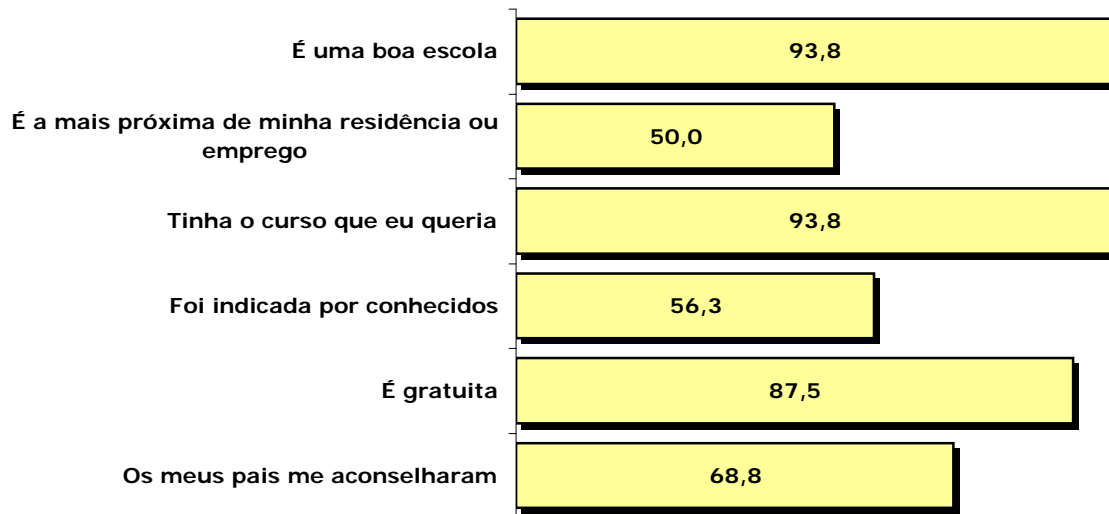 É uma boa escola
93,8
É a mais próxima de minha residência ou
emprego
50,0
Tinha o curso que eu queria
93,8
Foi indicada por conhecidos
56,3
É gratuita
87,5
Os meus pais me aconselharam
68,8